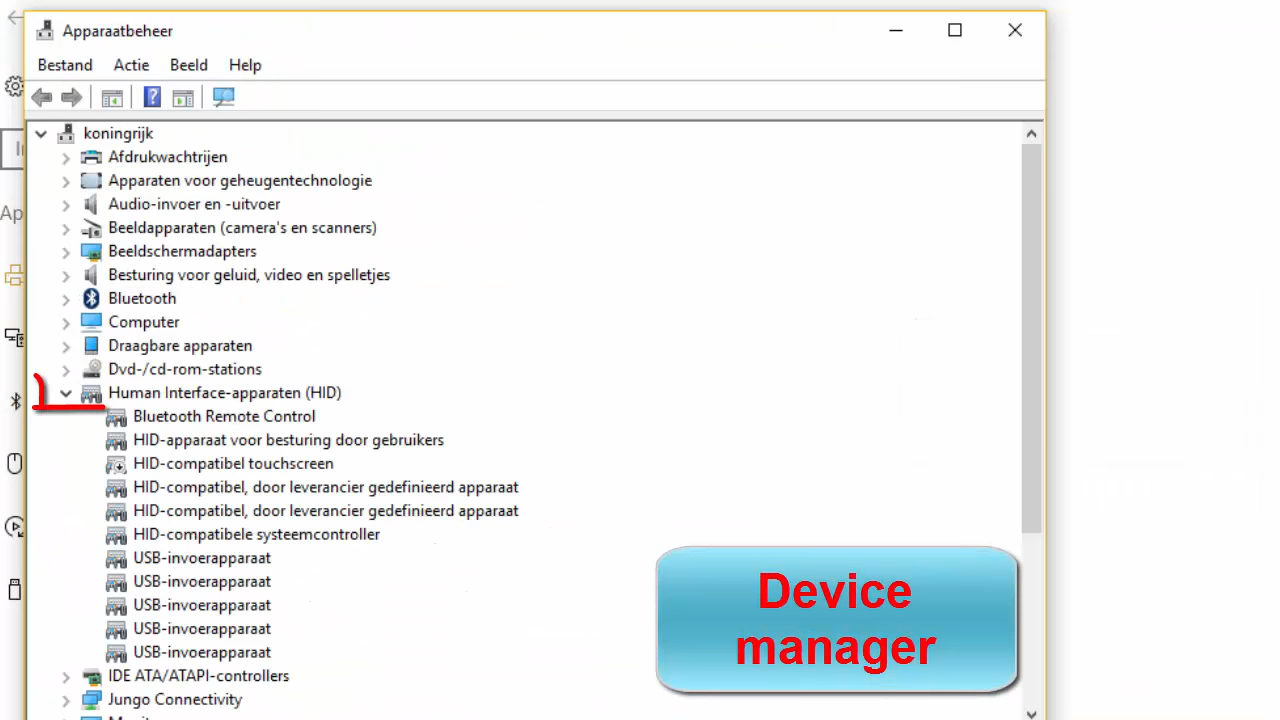 Apparaatbeheer
Bestand Actie Beeld Help
koningrijk
Afdrukwachtrijen
Apparaten voor geheugentechnologie
Audio-invoer en -uitvoer
Beeldapparaten (camera's en scanners)
Beeldschermadapters
Besturing voor geluid, video en spelletjes
Bluetooth
Computer
Draagbare apparaten
Dvd-/cd-rom-stations
Human Interface-apparaten (HID)
Bluetooth Remote Control
HID-apparaat voor besturing door gebruikers
HID-compatibel touchscreen
HID-compatibel, door leverancier gedefinieerd apparaat
HID-compatibel, door leverancier gedefinieerd apparaat
HID-compatibele systeemcontroller
USB-invoerapparaat
USB-invoerapparaat
USB-invoerapparaat
USB-invoerapparaat
USB-invoerapparaat
IDE ATA/ATAPI-controllers
Jungo Connectivity
Device
manager